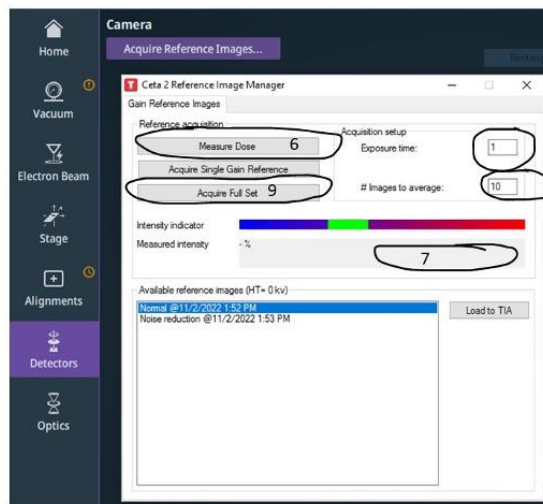 Camera
Acquire Reference Images...
Home
Vacuum
Electron Beam
Stage
Alignments
Detectors
Optics
T Ceta 2 Reference Image Manager
Gain Reference Images
Reference acquisition
Measure Dose 6
Acquire Single Gain Reference
Acquire Full Set 9
Acquisition setup
Exposure time: 1
# Images to average: 10
Intensity indicator
Measured intensity - %
7
Available reference images (HT= 0 kv)
Normal @11/2/2022 1:52 PM
Noise reduction @11/2/2022 1:53 PM
Load to TIA